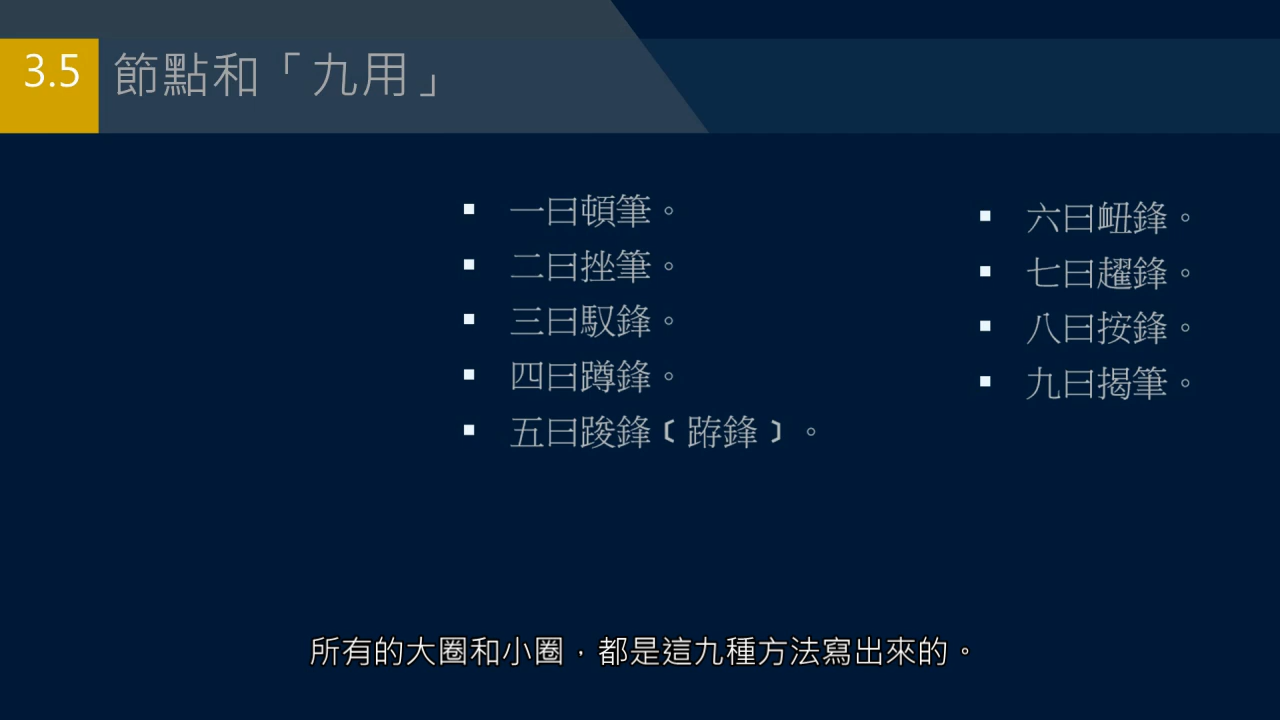 3.5
節點和「九用」
一曰頓筆。
二曰挫筆。
三曰馭鋒。
四曰蹲鋒。
五曰踆鋒﹝踤鋒﹞。
六曰衄鋒。
七曰趯鋒。
八曰按鋒。
九曰揭筆。
所有的大圈和小圈，都是這九種方法寫出來的。